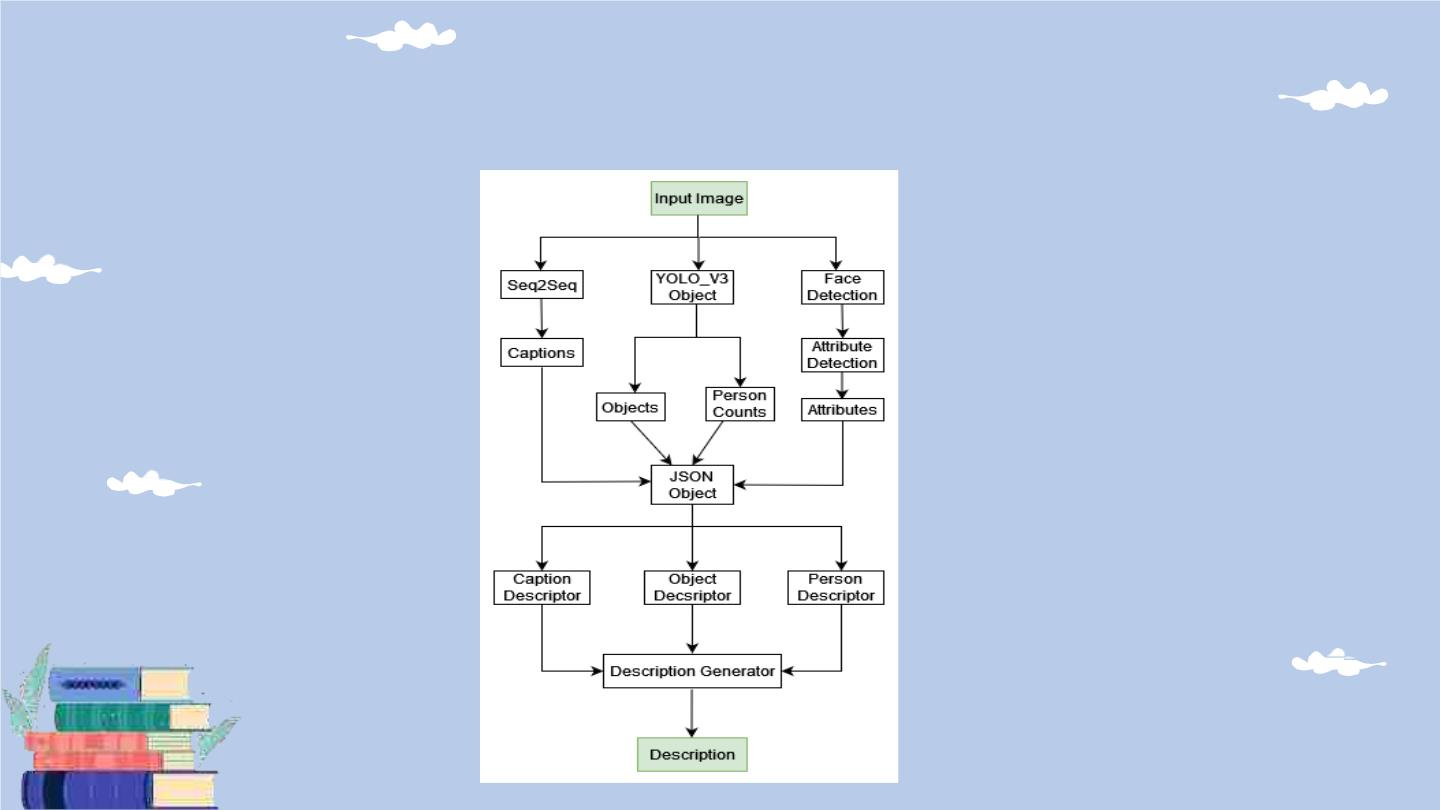 Input Image
Seq2Seq
YOLO_V3
Object
Face
Detection
Captions
Attribute
Detection
Objects
Person
Counts
Attributes
JSON
Object
Caption
Descriptor
Object
Decsriptor
Person
Descriptor
Description Generator
Description